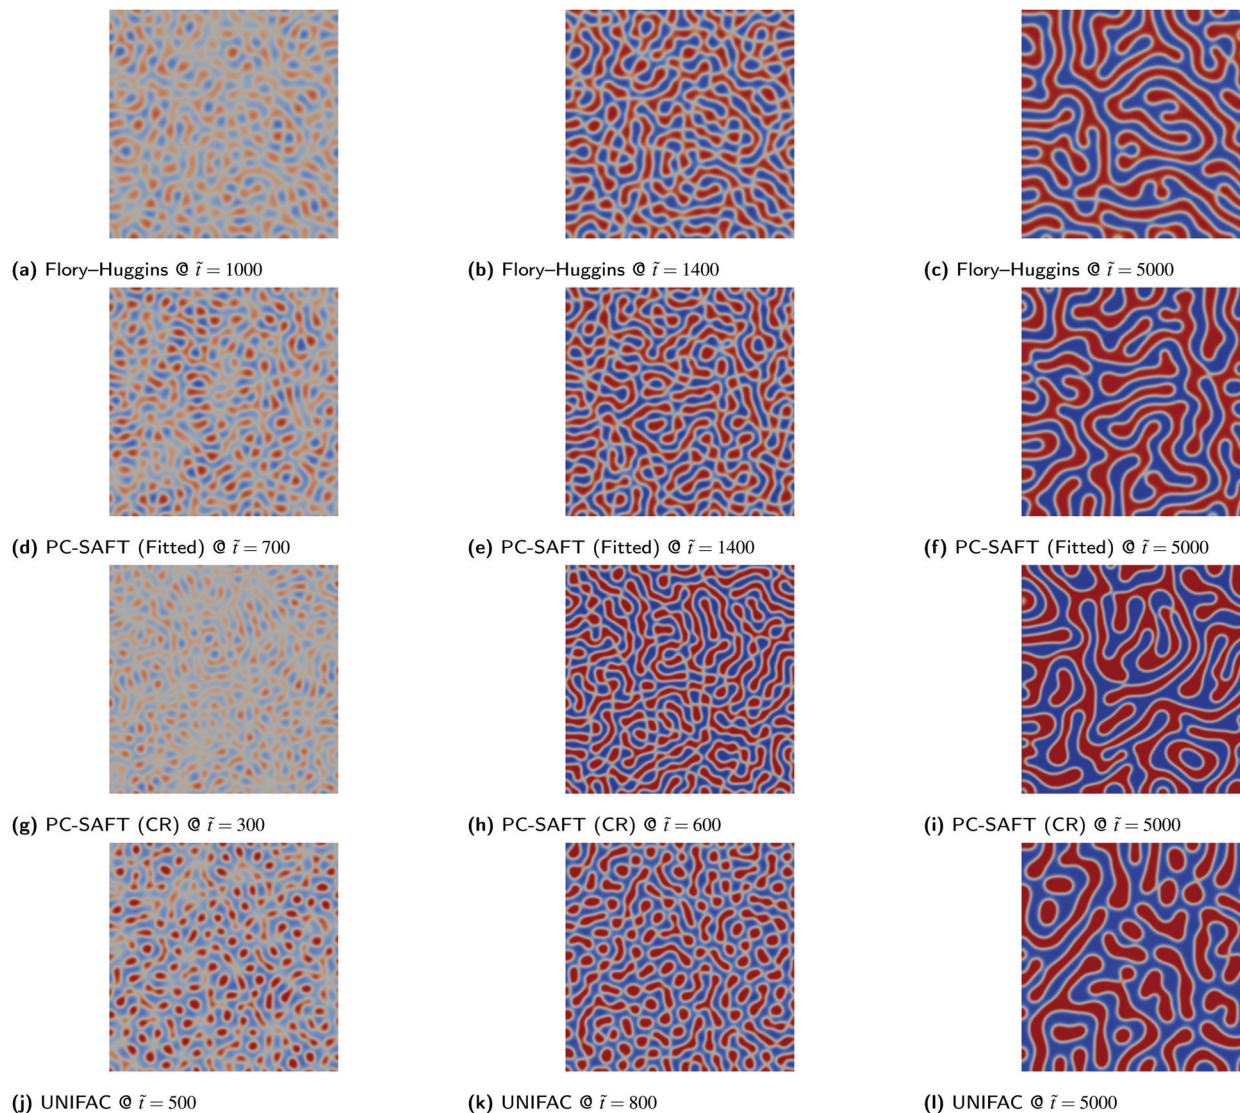 (a) Flory–Huggins @ t̃ = 1000
(b) Flory–Huggins @ t̃ = 1400
(c) Flory–Huggins @ t̃ = 5000
(d) PC-SAFT (Fitted) @ t̃ = 700
(e) PC-SAFT (Fitted) @ t̃ = 1400
(f) PC-SAFT (Fitted) @ t̃ = 5000
(g) PC-SAFT (CR) @ t̃ = 300
(h) PC-SAFT (CR) @ t̃ = 600
(i) PC-SAFT (CR) @ t̃ = 5000
(j) UNIFAC @ t̃ = 500
(k) UNIFAC @ t̃ = 800
(l) UNIFAC @ t̃ = 5000